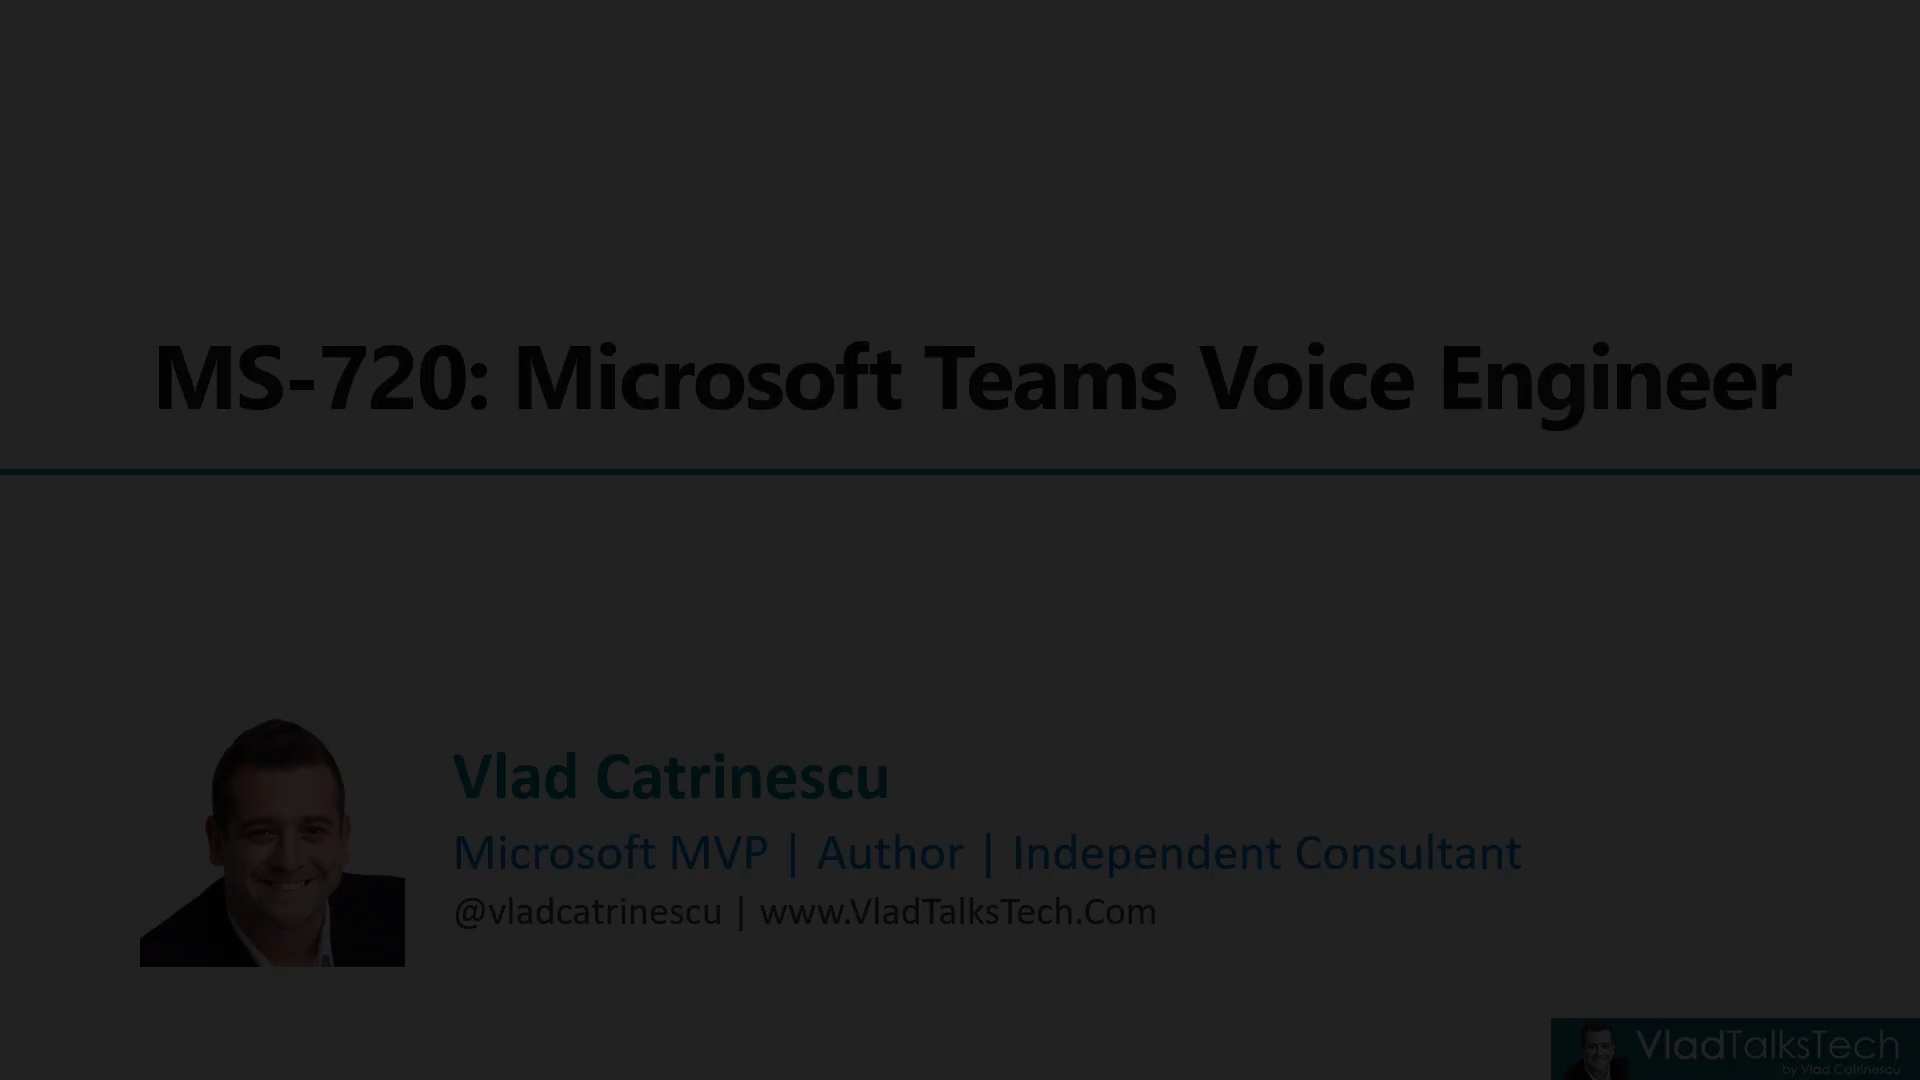 MS-720: Microsoft Teams Voice Engineer
Vlad Catrinescu
Microsoft MVP | Author | Independent Consultant
@vladcatrinescu | www.VladTalksTech.Com
VladTalksTech
by Vlad Catrinescu